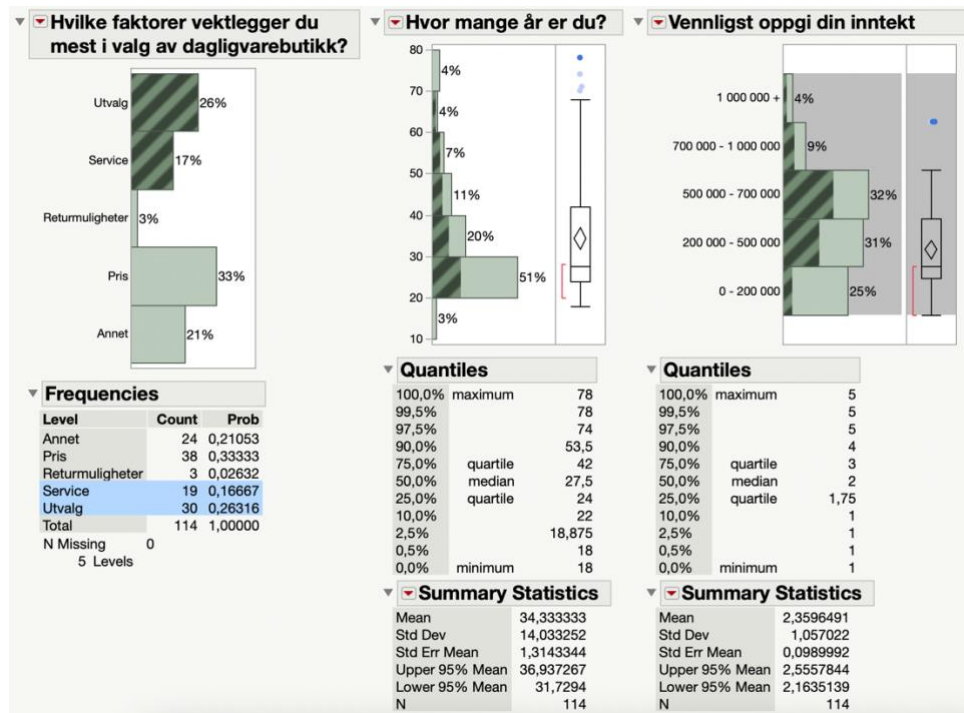 Hvilke faktorer vektlegger du
mest i valg av dagligvarebutikk?
Utvalg 26%
Service 17%
Returmuligheter 3%
Pris 33%
Annet 21%
Frequencies
Level Count Prob
Annet 24 0,21053
Pris 38 0,33333
Returmuligheter 3 0,02632
Service 19 0,16667
Utvalg 30 0,26316
Total 114 1,00000
N Missing 0
5 Levels
Hvor mange år er du?
80
4%
70
4%
60
7%
50
11%
40
20%
30
51%
20
3%
10
Quantiles
100,0% maximum 78
99,5% 78
97,5% 74
90,0% 53,5
75,0% quartile 42
50,0% median 27,5
25,0% quartile 24
10,0% 22
2,5% 18,875
0,5% 18
0,0% minimum 18
Summary Statistics
Mean 34,333333
Std Dev 14,033252
Std Err Mean 1,3143344
Upper 95% Mean 36,937267
Lower 95% Mean 31,7294
N 114
Vennligst oppgi din inntekt
1 000 000 + 4%
700 000 - 1 000 000 9%
500 000 - 700 000 32%
200 000 - 500 000 31%
0 - 200 000 25%
Quantiles
100,0% maximum 5
99,5% 5
97,5% 5
90,0% 4
75,0% quartile 3
50,0% median 2
25,0% quartile 1,75
10,0% 1
2,5% 1
0,5% 1
0,0% minimum 1
Summary Statistics
Mean 2,3596491
Std Dev 1,057022
Std Err Mean 0,0989992
Upper 95% Mean 2,5557844
Lower 95% Mean 2,1635139
N 114